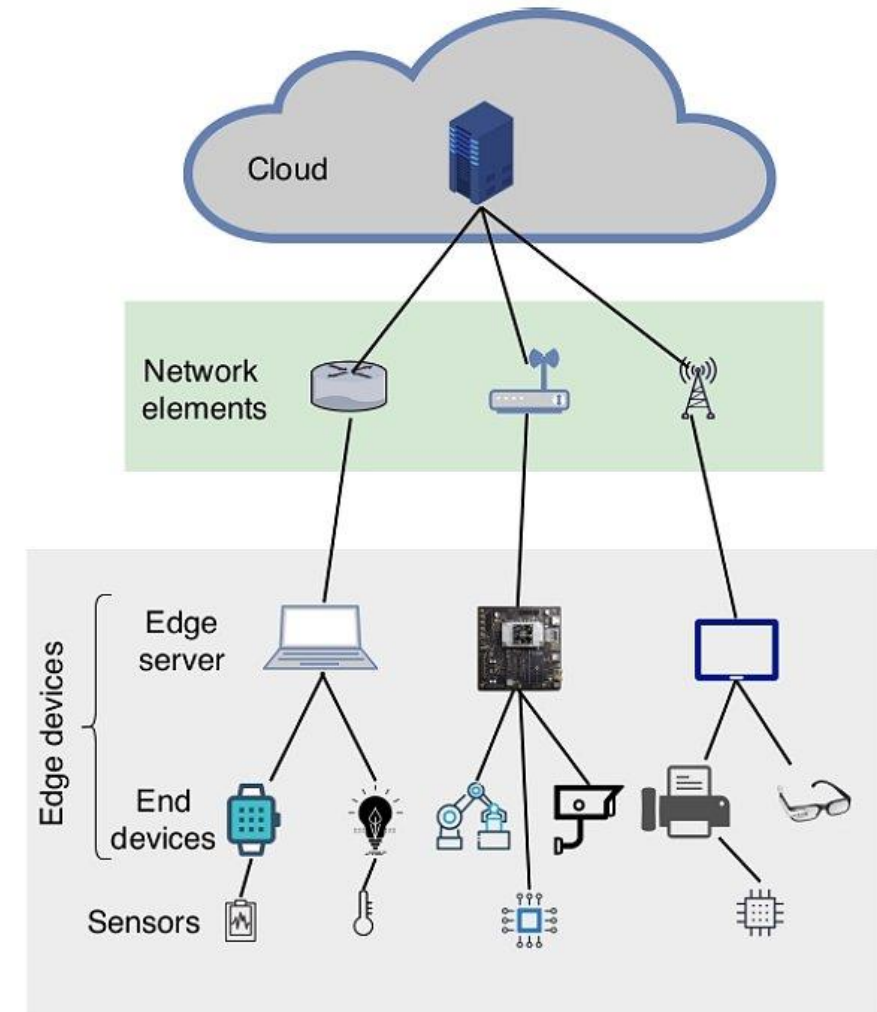 Cloud
Network
elements
Edge devices
Edge
server
End
devices
Sensors